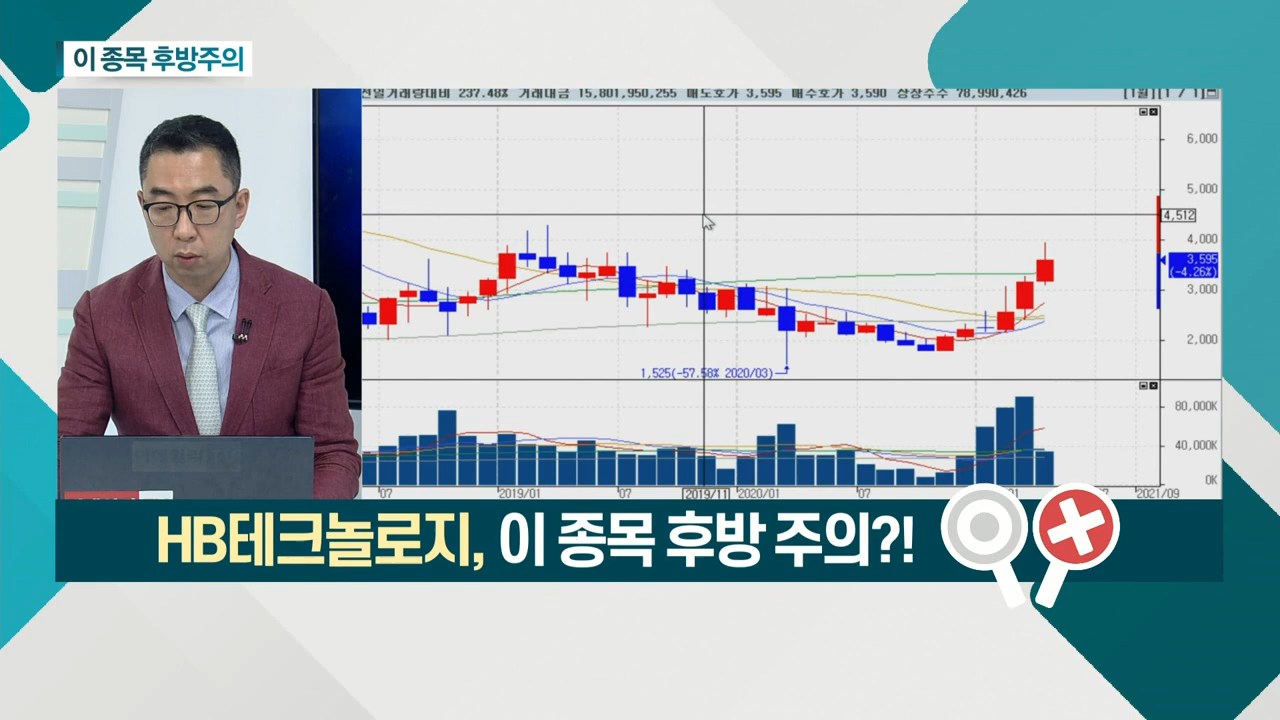 이 종목 후방주의
전일거래량대비 237.48% 거래대금 15,801,950,255 매도호가 3,595 매수호가 3,590 상장주수 78,990,426 [1월][1 / 1]
6,000
5,000
4,512
4,000
3,595
(-4.26%)
3,000
2,000
1,525(-57.58% 2020/03)
80,000K
40,000K
0K
07 2019/01 07 2019/11 2020/01 07 2021/09
HB테크놀로지, 이 종목 후방 주의?!